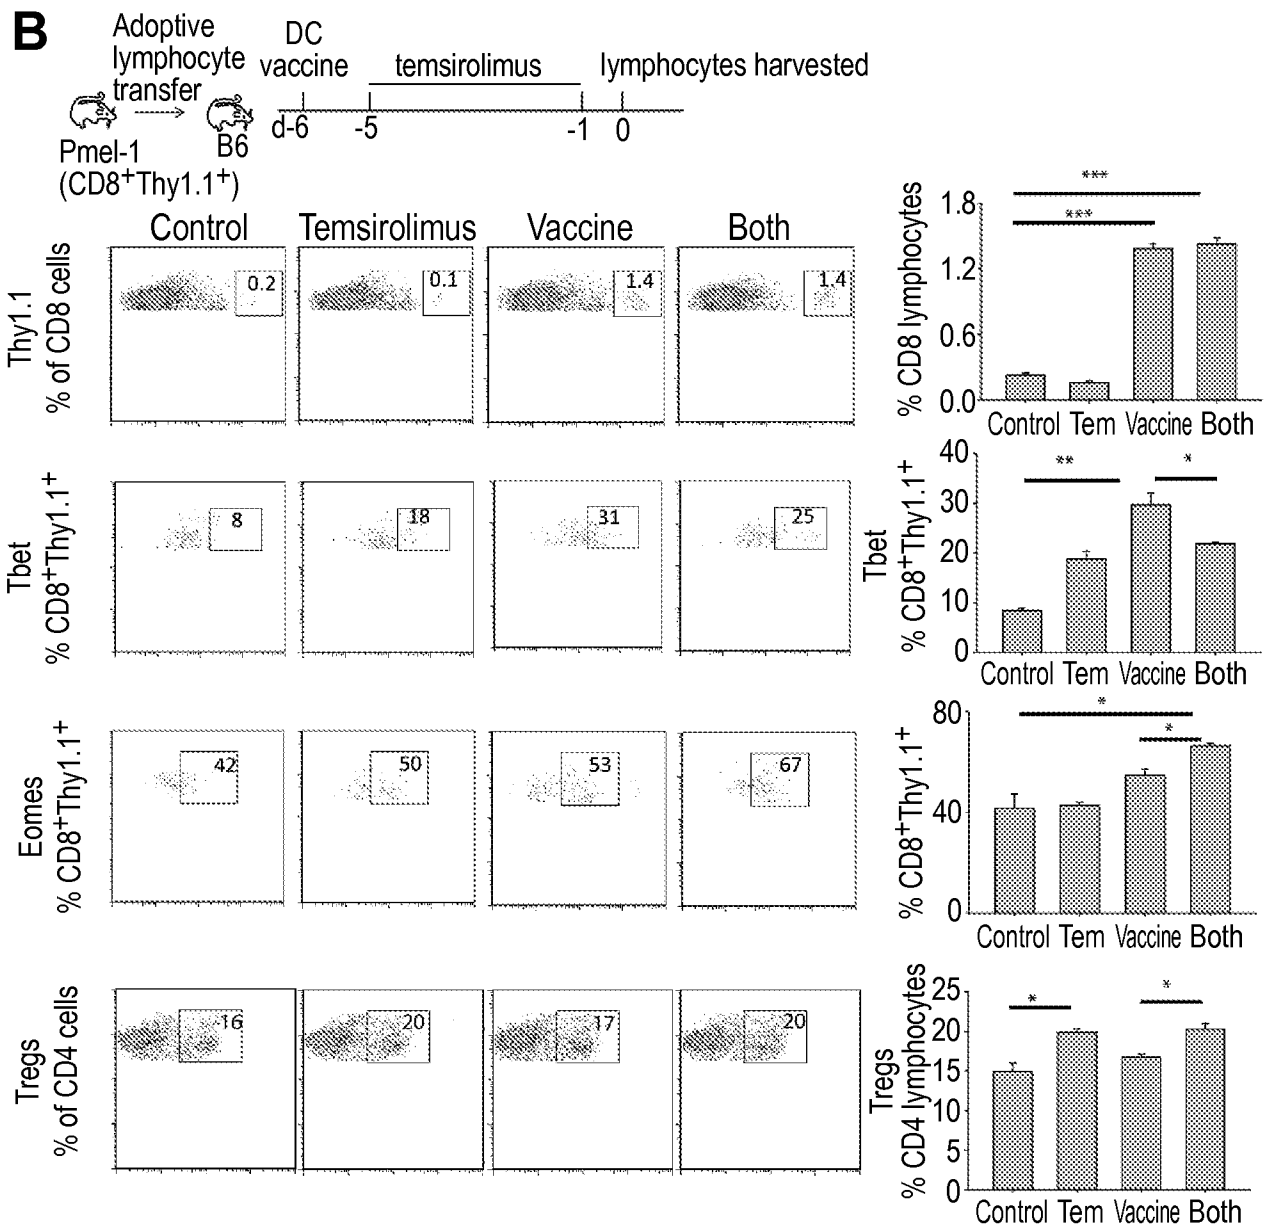 B
Adoptive
lymphocyte
transfer
DC
vaccine
temsirolimus
lymphocytes harvested
d-6
-5
-1
0
Pmel-1
(CD8+Thy1.1+)
B6
Control
Temsirolimus
Vaccine
Both
Thy1.1
% of CD8 cells
0.2
0.1
1.4
1.4
% CD8 lymphocytes
1.8
1.2
0.6
0.0
***
***
Control Tem Vaccine Both
Tbet
% CD8+Thy1.1+
8
18
31
25
Tbet
% CD8+Thy1.1+
40
30
20
10
0
**
*
Control Tem Vaccine Both
Eomes
% CD8+Thy1.1+
42
50
53
67
% CD8+Thy1.1+
80
40
0
*
*
Control Tem Vaccine Both
Tregs
% of CD4 cells
16
20
17
20
Tregs
% CD4 lymphocytes
25
20
15
10
5
0
*
*
Control Tem Vaccine Both